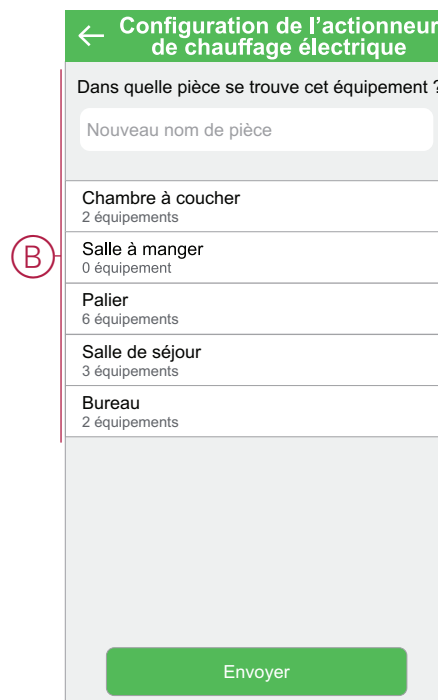 Configuration de l'actionneur
de chauffage électrique
Dans quelle pièce se trouve cet équipement ?
Nouveau nom de pièce
Chambre à coucher
2 équipements
B
Salle à manger
0 équipement
Palier
6 équipements
Salle de séjour
3 équipements
Bureau
2 équipements
Envoyer